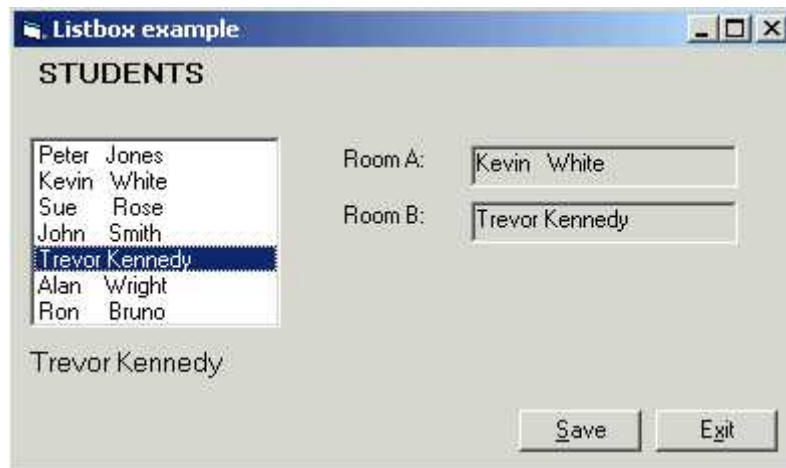 Listbox example
STUDENTS
Peter Jones
Kevin White
Sue Rose
John Smith
Trevor Kennedy
Alan Wright
Ron Bruno
Room A: Kevin White
Room B: Trevor Kennedy
Trevor Kennedy
Save Exit